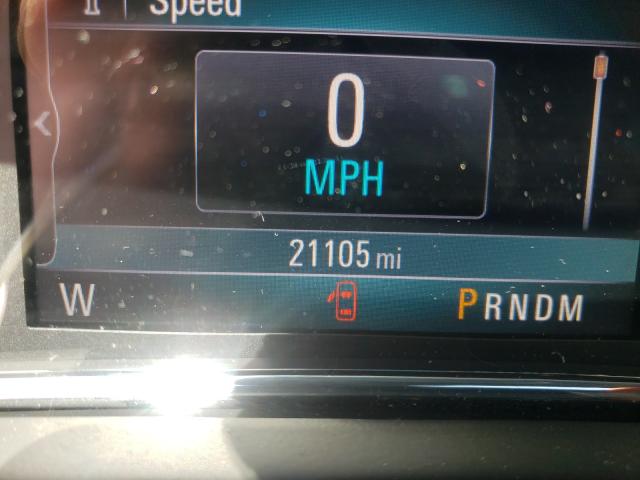 Speed
0
MPH
21105 mi
W PRNDM